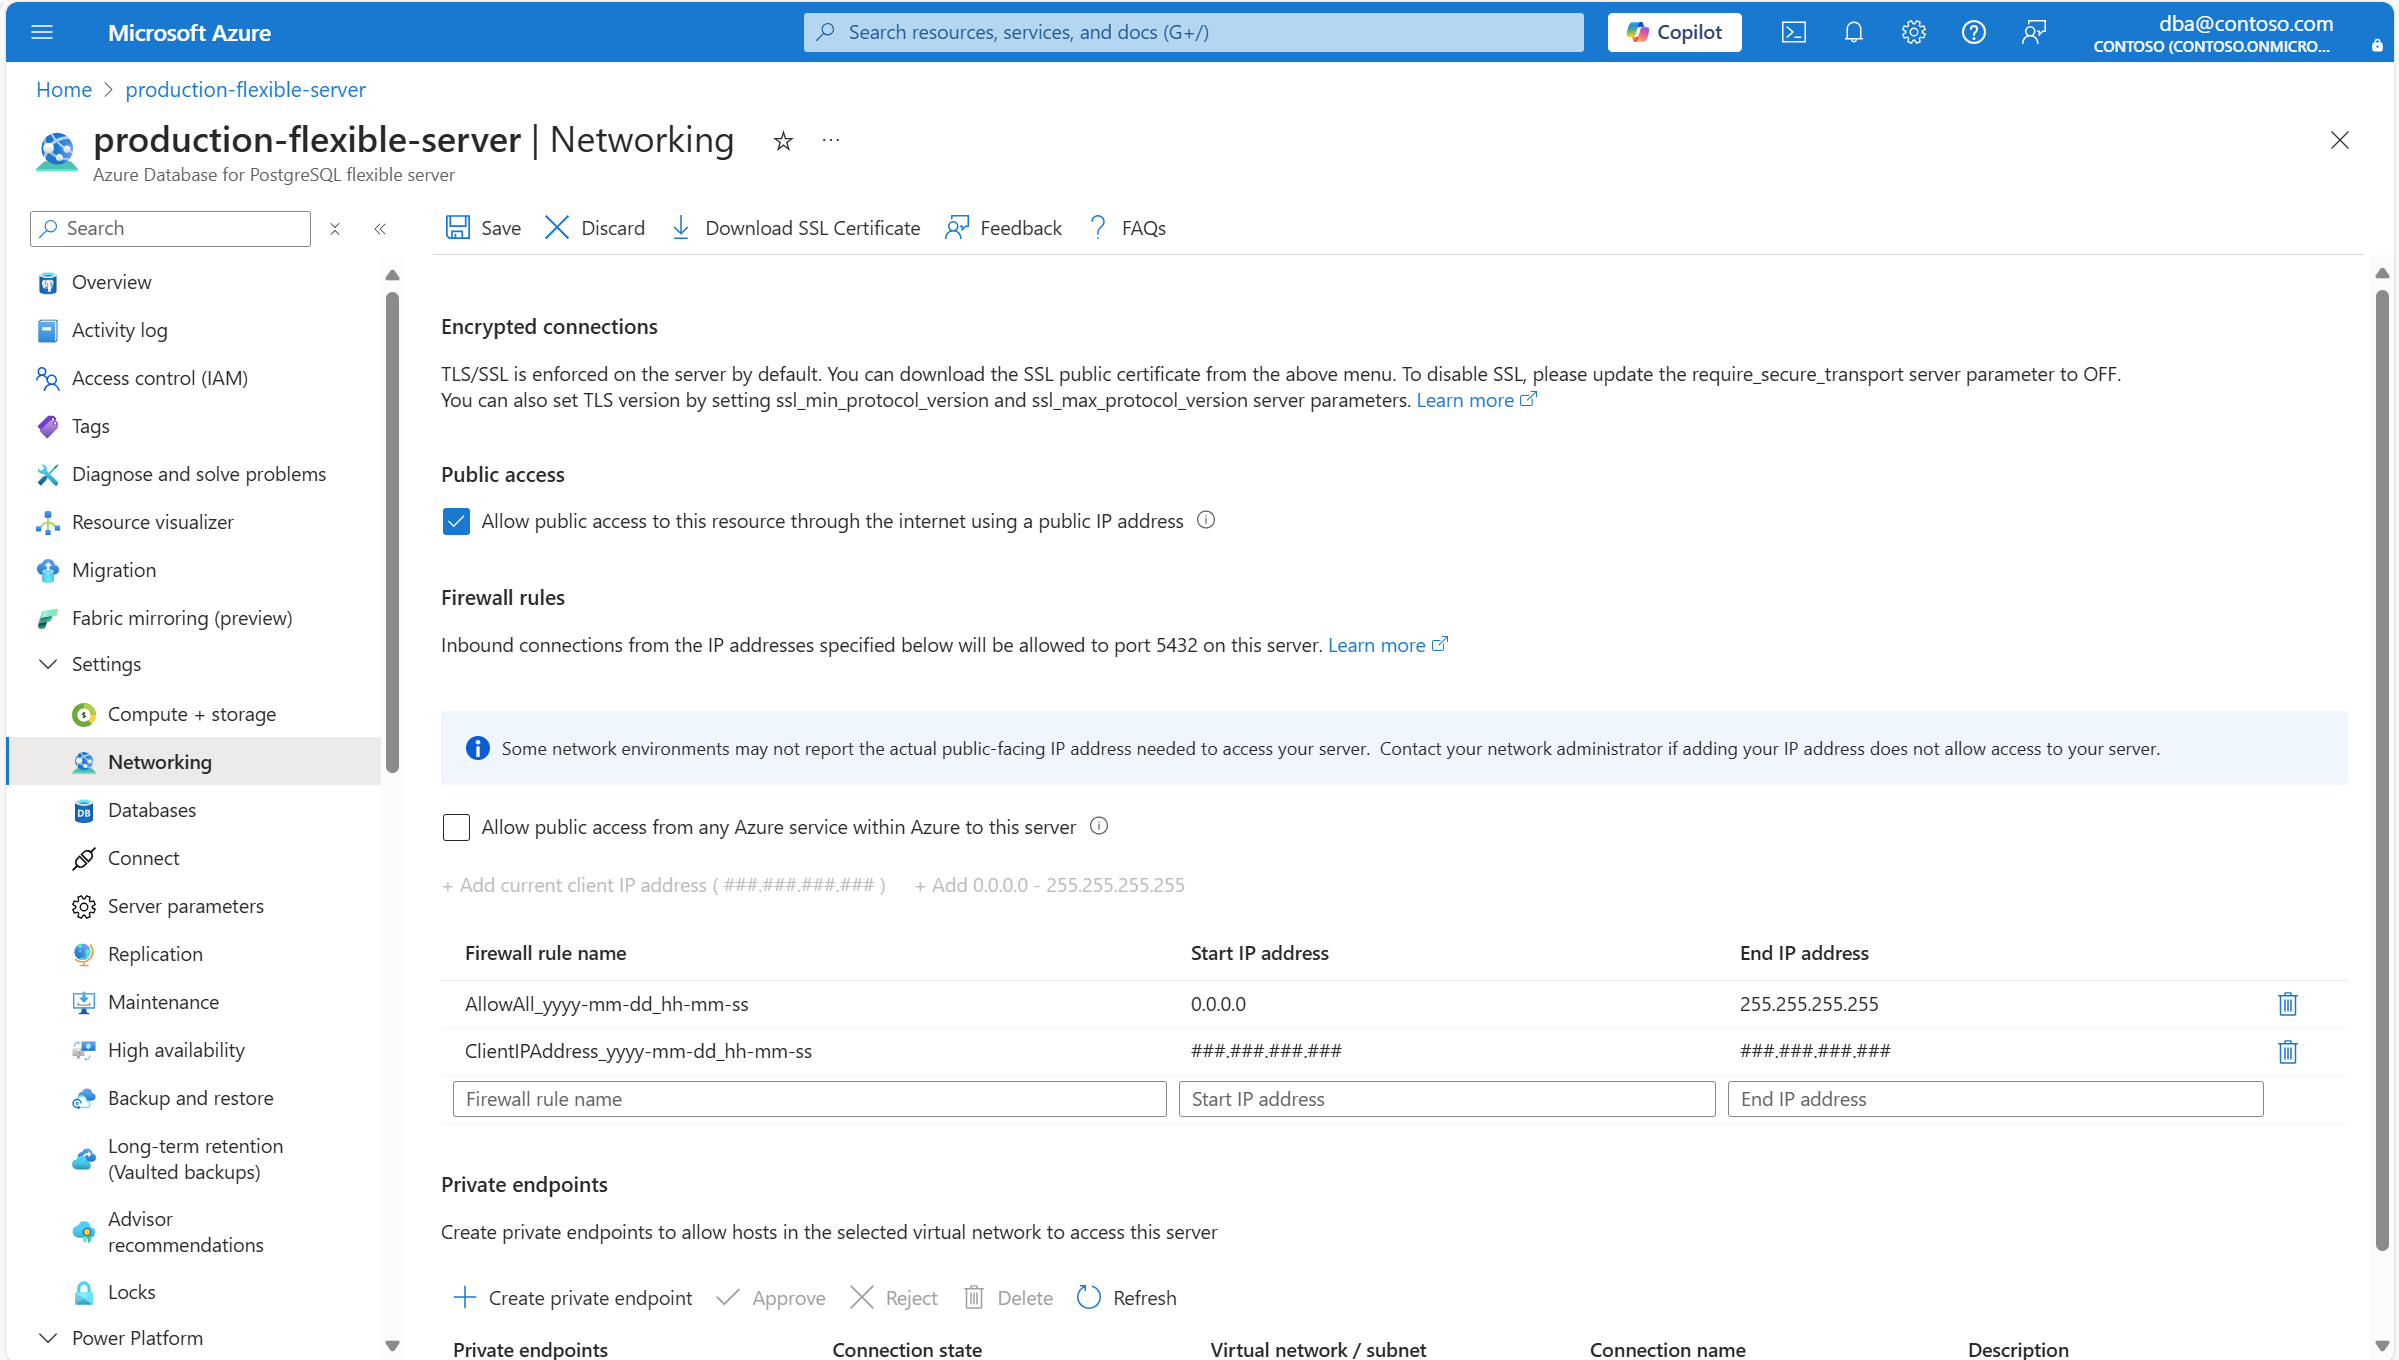 Microsoft Azure
Search resources, services, and docs (G+/)
Copilot
dba@contoso.com
CONTOSO (CONTOSO.ONMICRO...
Home > production-flexible-server
production-flexible-server | Networking
Azure Database for PostgreSQL flexible server
Search
Save
Discard
Download SSL Certificate
Feedback
FAQs
Overview
Activity log
Access control (IAM)
Tags
Diagnose and solve problems
Resource visualizer
Migration
Fabric mirroring (preview)
Settings
Compute + storage
Networking
Databases
Connect
Server parameters
Replication
Maintenance
High availability
Backup and restore
Long-term retention
(Vaulted backups)
Advisor
recommendations
Locks
Power Platform
Encrypted connections
TLS/SSL is enforced on the server by default. You can download the SSL public certificate from the above menu. To disable SSL, please update the require_secure_transport server parameter to OFF.
You can also set TLS version by setting ssl_min_protocol_version and ssl_max_protocol_version server parameters. Learn more
Public access
Allow public access to this resource through the internet using a public IP address
Firewall rules
Inbound connections from the IP addresses specified below will be allowed to port 5432 on this server. Learn more
Some network environments may not report the actual public-facing IP address needed to access your server. Contact your network administrator if adding your IP address does not allow access to your server.
Allow public access from any Azure service within Azure to this server
+ Add current client IP address ( ###.###.###.### )
+ Add 0.0.0.0 - 255.255.255.255
Firewall rule name
Start IP address
End IP address
AllowAll_yyyy-mm-dd_hh-mm-ss
0.0.0.0
255.255.255.255
ClientIPAddress_yyyy-mm-dd_hh-mm-ss
###.###.###.###
###.###.###.###
Firewall rule name
Start IP address
End IP address
Private endpoints
Create private endpoints to allow hosts in the selected virtual network to access this server
Create private endpoint
Approve
Reject
Delete
Refresh
Private endpoints
Connection state
Virtual network / subnet
Connection name
Description